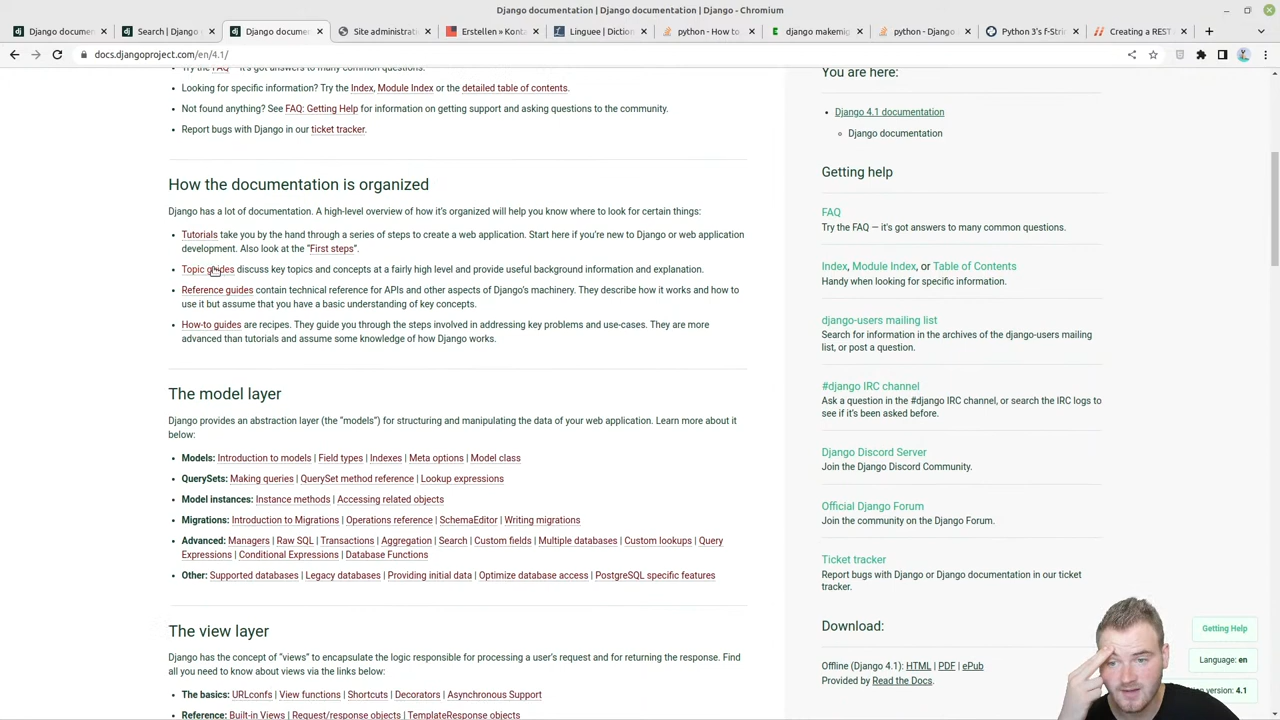 Django documentation | Django documentation | Django - Chromium
Django documen
Search | Django
Django documen
Site administrati
Erstellen » Konta
Linguee | Diction
python - How to
django makemig
python - Django
Python 3's f-Strin
Creating a REST
docs.djangoproject.com/en/4.1/
Try the FAQ — it's got answers to many common questions.
Looking for specific information? Try the Index, Module Index or the detailed table of contents.
Not found anything? See FAQ: Getting Help for information on getting support and asking questions to the community.
Report bugs with Django in our ticket tracker.
How the documentation is organized
Django has a lot of documentation. A high-level overview of how it's organized will help you know where to look for certain things:
Tutorials take you by the hand through a series of steps to create a web application. Start here if you're new to Django or web application
development. Also look at the “First steps”.
Topic guides discuss key topics and concepts at a fairly high level and provide useful background information and explanation.
Reference guides contain technical reference for APIs and other aspects of Django's machinery. They describe how it works and how to
use it but assume that you have a basic understanding of key concepts.
How-to guides are recipes. They guide you through the steps involved in addressing key problems and use-cases. They are more
advanced than tutorials and assume some knowledge of how Django works.
The model layer
Django provides an abstraction layer (the “models”) for structuring and manipulating the data of your web application. Learn more about it
below:
Models: Introduction to models | Field types | Indexes | Meta options | Model class
QuerySets: Making queries | QuerySet method reference | Lookup expressions
Model instances: Instance methods | Accessing related objects
Migrations: Introduction to Migrations | Operations reference | SchemaEditor | Writing migrations
Advanced: Managers | Raw SQL | Transactions | Aggregation | Search | Custom fields | Multiple databases | Custom lookups | Query
Expressions | Conditional Expressions | Database Functions
Other: Supported databases | Legacy databases | Providing initial data | Optimize database access | PostgreSQL specific features
The view layer
Django has the concept of “views” to encapsulate the logic responsible for processing a user's request and for returning the response. Find
all you need to know about views via the links below:
The basics: URLconfs | View functions | Shortcuts | Decorators | Asynchronous Support
Reference: Built-in Views | Request/response objects | TemplateResponse objects
You are here:
Django 4.1 documentation
Django documentation
Getting help
FAQ
Try the FAQ — it's got answers to many common questions.
Index, Module Index, or Table of Contents
Handy when looking for specific information.
django-users mailing list
Search for information in the archives of the django-users mailing
list, or post a question.
#django IRC channel
Ask a question in the #django IRC channel, or search the IRC logs to
see if it's been asked before.
Django Discord Server
Join the Django Discord Community.
Official Django Forum
Join the community on the Django Forum.
Ticket tracker
Report bugs with Django or Django documentation in our ticket
tracker.
Download:
Offline (Django 4.1): HTML | PDF | ePub
Provided by Read the Docs.
Getting Help
Language: en
version: 4.1